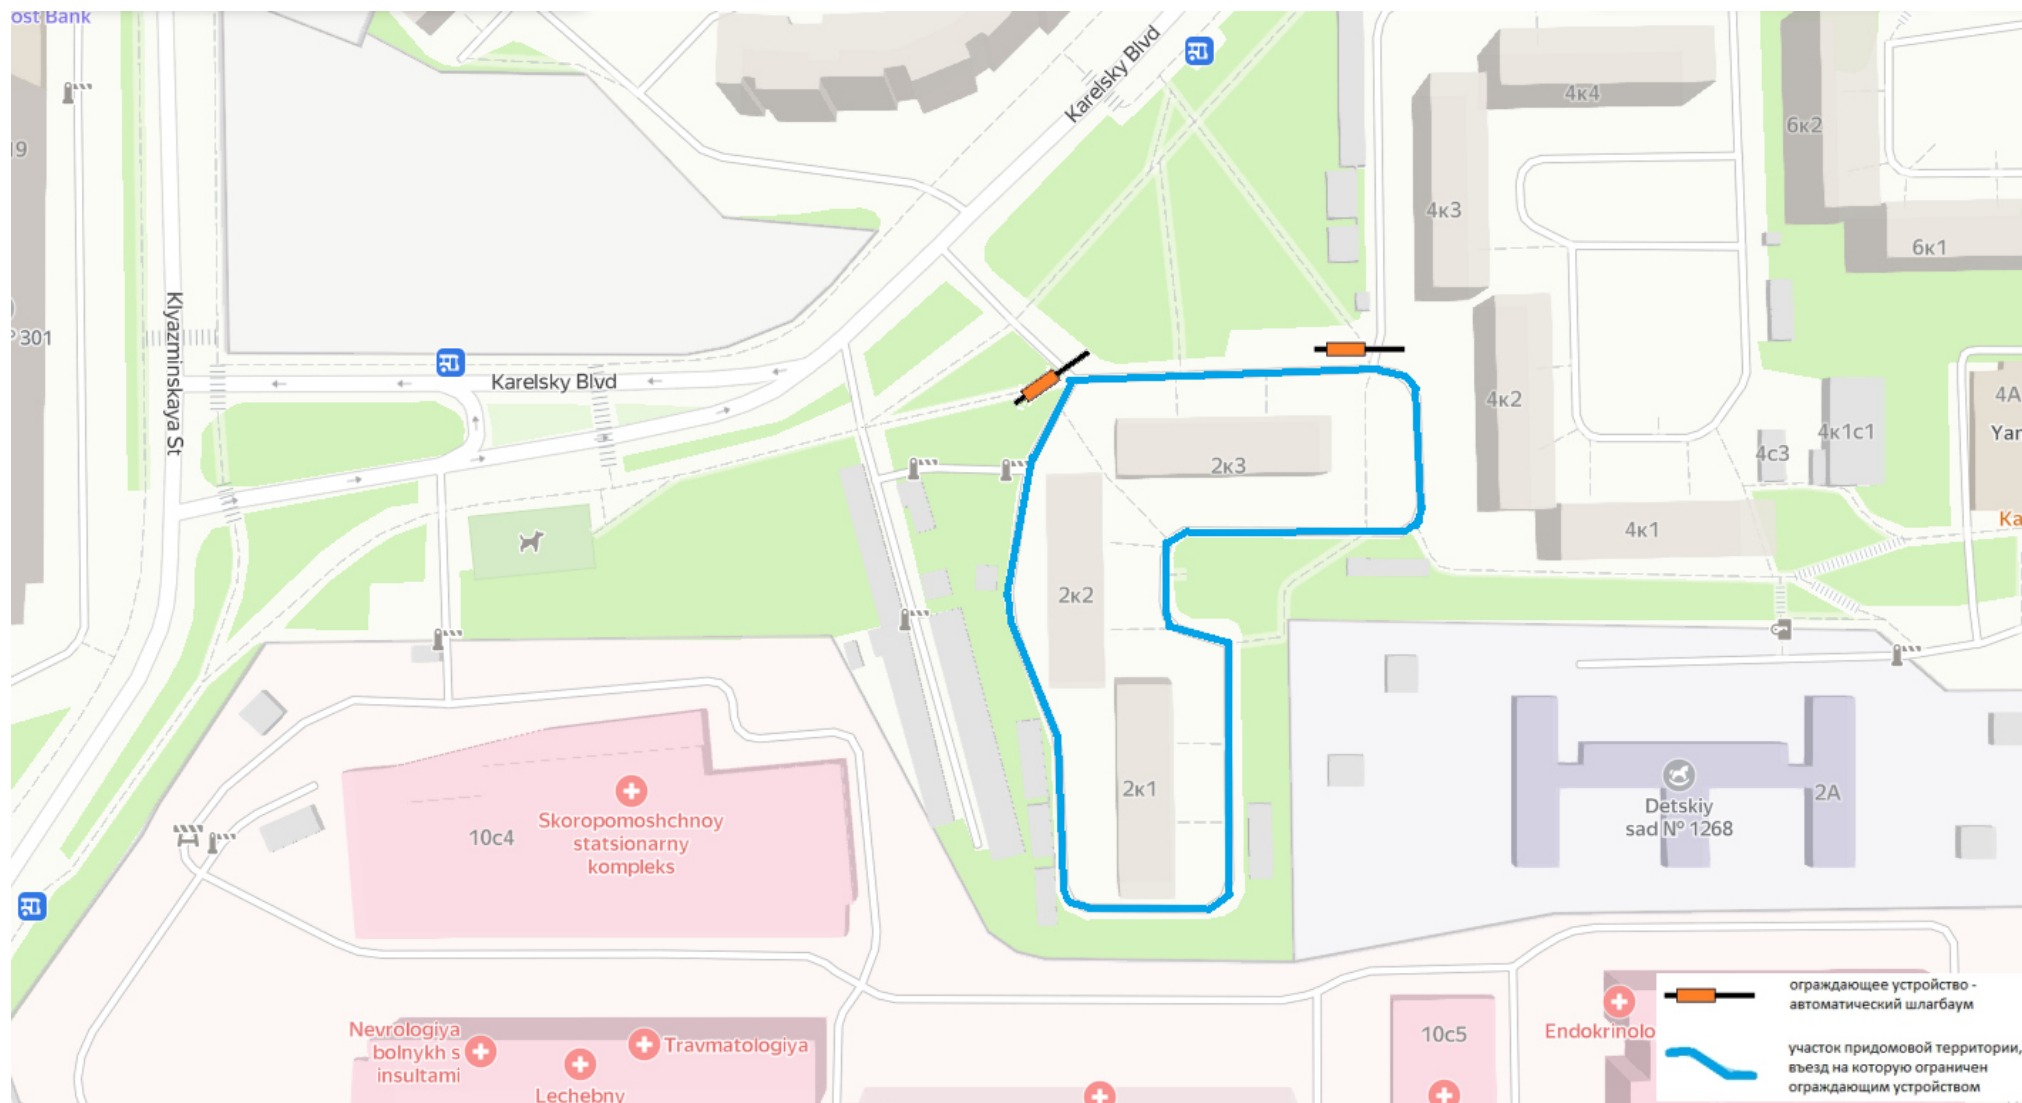 ost Bank
Karelsky Blvd
4к4
6к2
19
4к3
6к1
Klyazminskaya St
301
Karelsky Blvd
4к2
4A
Yar
4к1с1
4с3
2к3
Ka
4к1
2к2
2к1
2A
Detskiy
sad № 1268
10с4
Skoropomoshchnoy
statsionarny
kompleks
ограждающее устройство -
автоматический шлагбаум
Nevrologiya
bolnykh s
insultami
Travmatologiya
10с5
Endokrinolo
участок придомовой территории,
въезд на которую ограничен
ограждающим устройством
Lechebny